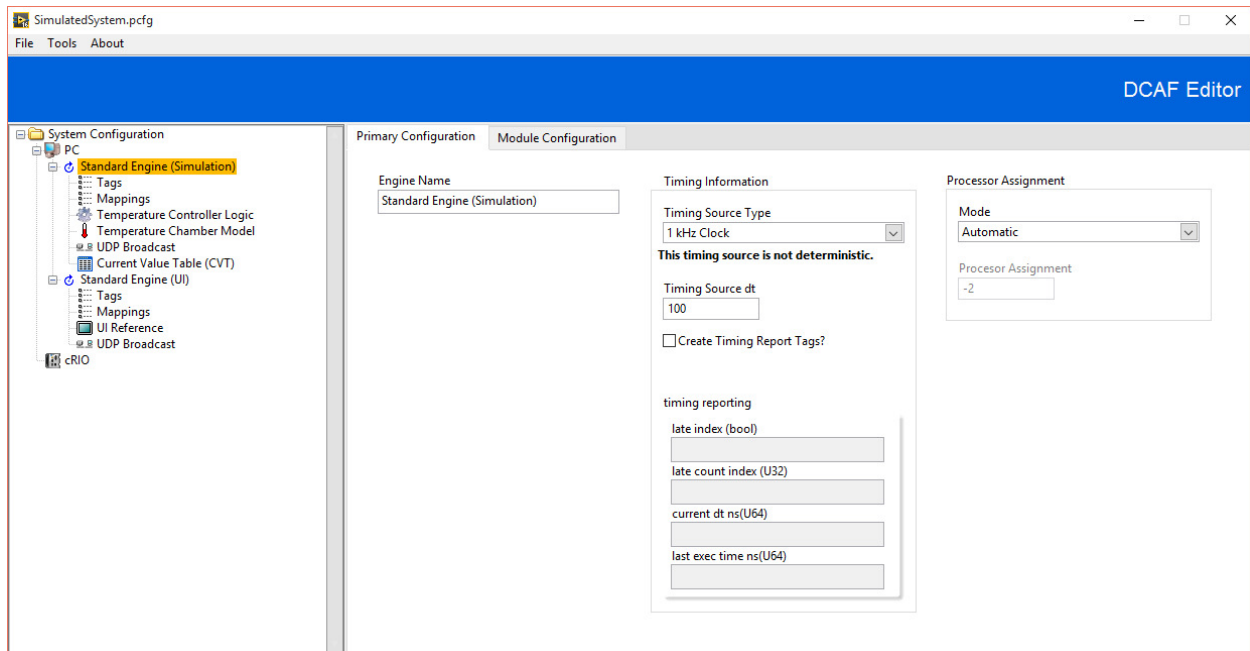 SimulatedSystem.pcfg
File Tools About
DCAF Editor
System Configuration
PC
Standard Engine (Simulation)
Tags
Mappings
Temperature Controller Logic
Temperature Chamber Model
UDP Broadcast
Current Value Table (CVT)
Standard Engine (UI)
Tags
Mappings
UI Reference
UDP Broadcast
cRIO
Primary Configuration Module Configuration
Engine Name
Standard Engine (Simulation)
Timing Information
Timing Source Type
1 kHz Clock
This timing source is not deterministic.
Timing Source dt
100
Create Timing Report Tags?
timing reporting
late index (bool)
late count index (U32)
current dt ns(U64)
last exec time ns(U64)
Processor Assignment
Mode
Automatic
Procesor Assignment
-2